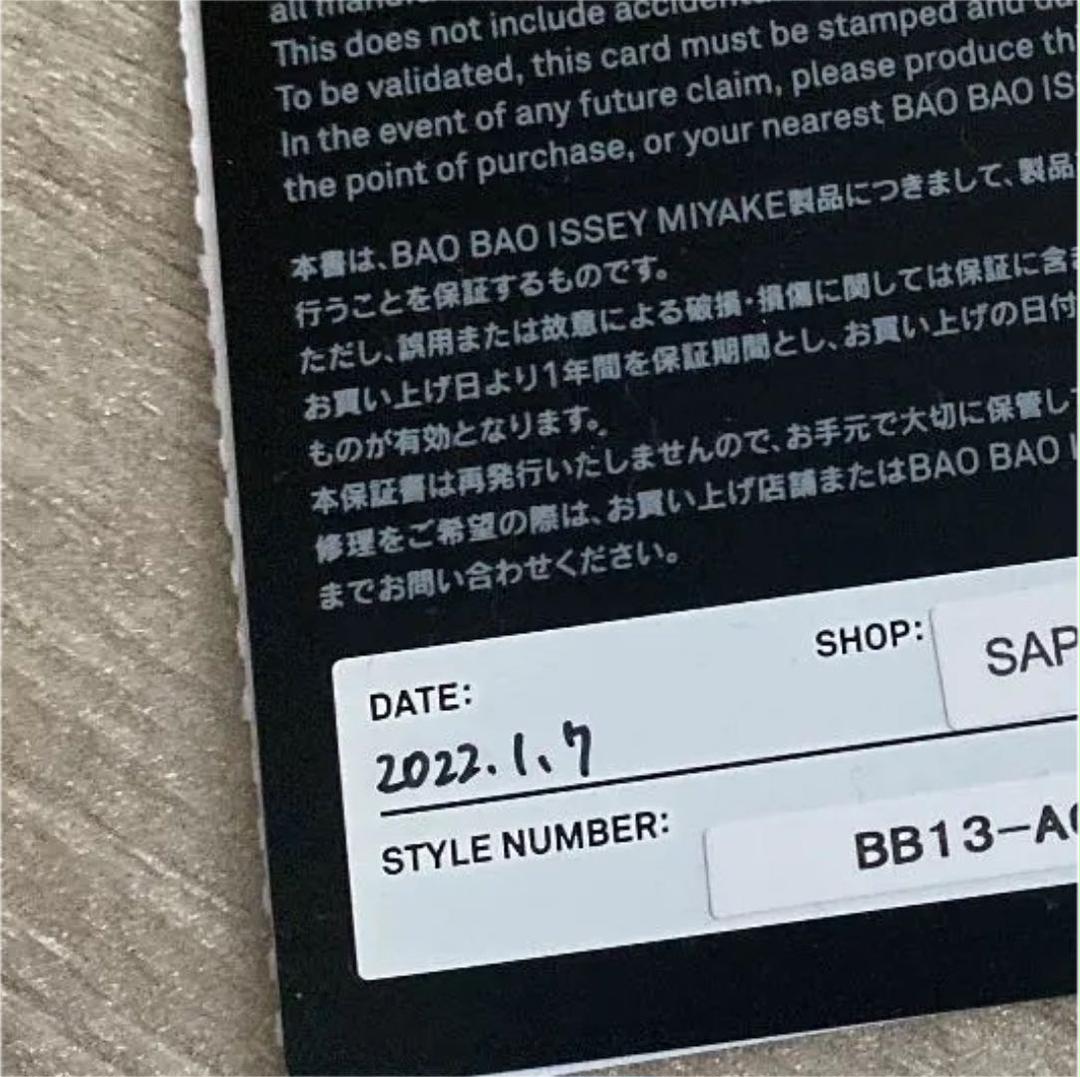 all
This does not include
To be validated, this card must be stamped and
In the event of any future claim, please produce
the point of purchase, or your nearest BAO BAO IS
本書は、BAO BAO ISSEY MIYAKE製品につきまして、製品
行うことを保証するものです。
ただし、誤用または故意による破損・損傷に関しては保証に含ま
お買い上げ日より1年間を保証期間とし、お買い上げの日付
ものが有効となります。
本保証書は再発行いたしませんので、お手元で大切に保管して
修理をご希望の際は、お買い上げ店舗またはBAO BAO I
までお問い合わせください。
SHOP: SAP
DATE:
2022.1.7
STYLE NUMBER: BB13-A